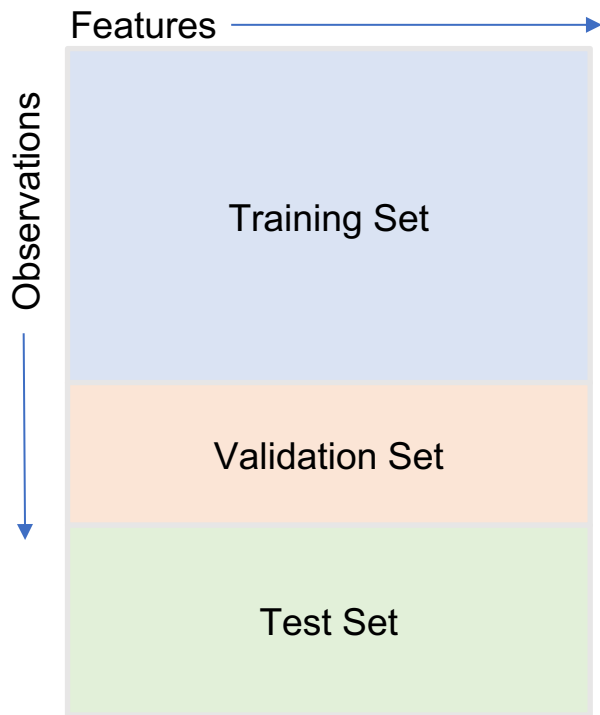 Features
Observations
Training Set
Validation Set
Test Set